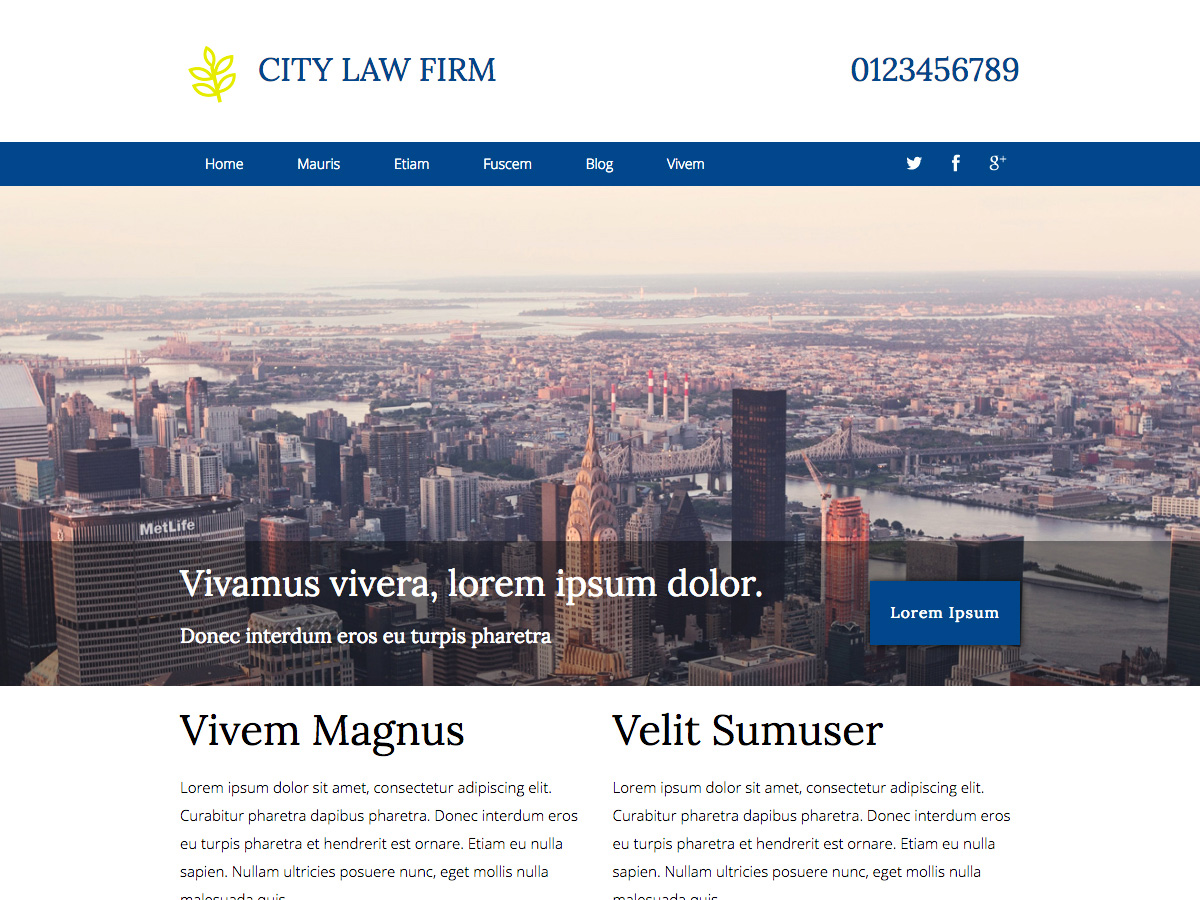 CITY LAW FIRM
0123456789
Home Mauris Etiam Fuscem Blog Vivem
g+
MetLife
Vivamus vivera, lorem ipsum dolor.
Donec interdum eros eu turpis pharetra
Lorem Ipsum
Vivem Magnus
Lorem ipsum dolor sit amet, consectetur adipiscing elit.
Curabitur pharetra dapibus pharetra. Donec interdum eros
eu turpis pharetra et hendrerit est ornare. Etiam eu nulla
sapien. Nullam ultricies posuere nunc, eget mollis nulla
malesuada quis.
Velit Sumuser
Lorem ipsum dolor sit amet, consectetur adipiscing elit.
Curabitur pharetra dapibus pharetra. Donec interdum eros
eu turpis pharetra et hendrerit est ornare. Etiam eu nulla
sapien. Nullam ultricies posuere nunc, eget mollis nulla
malesuada quis.